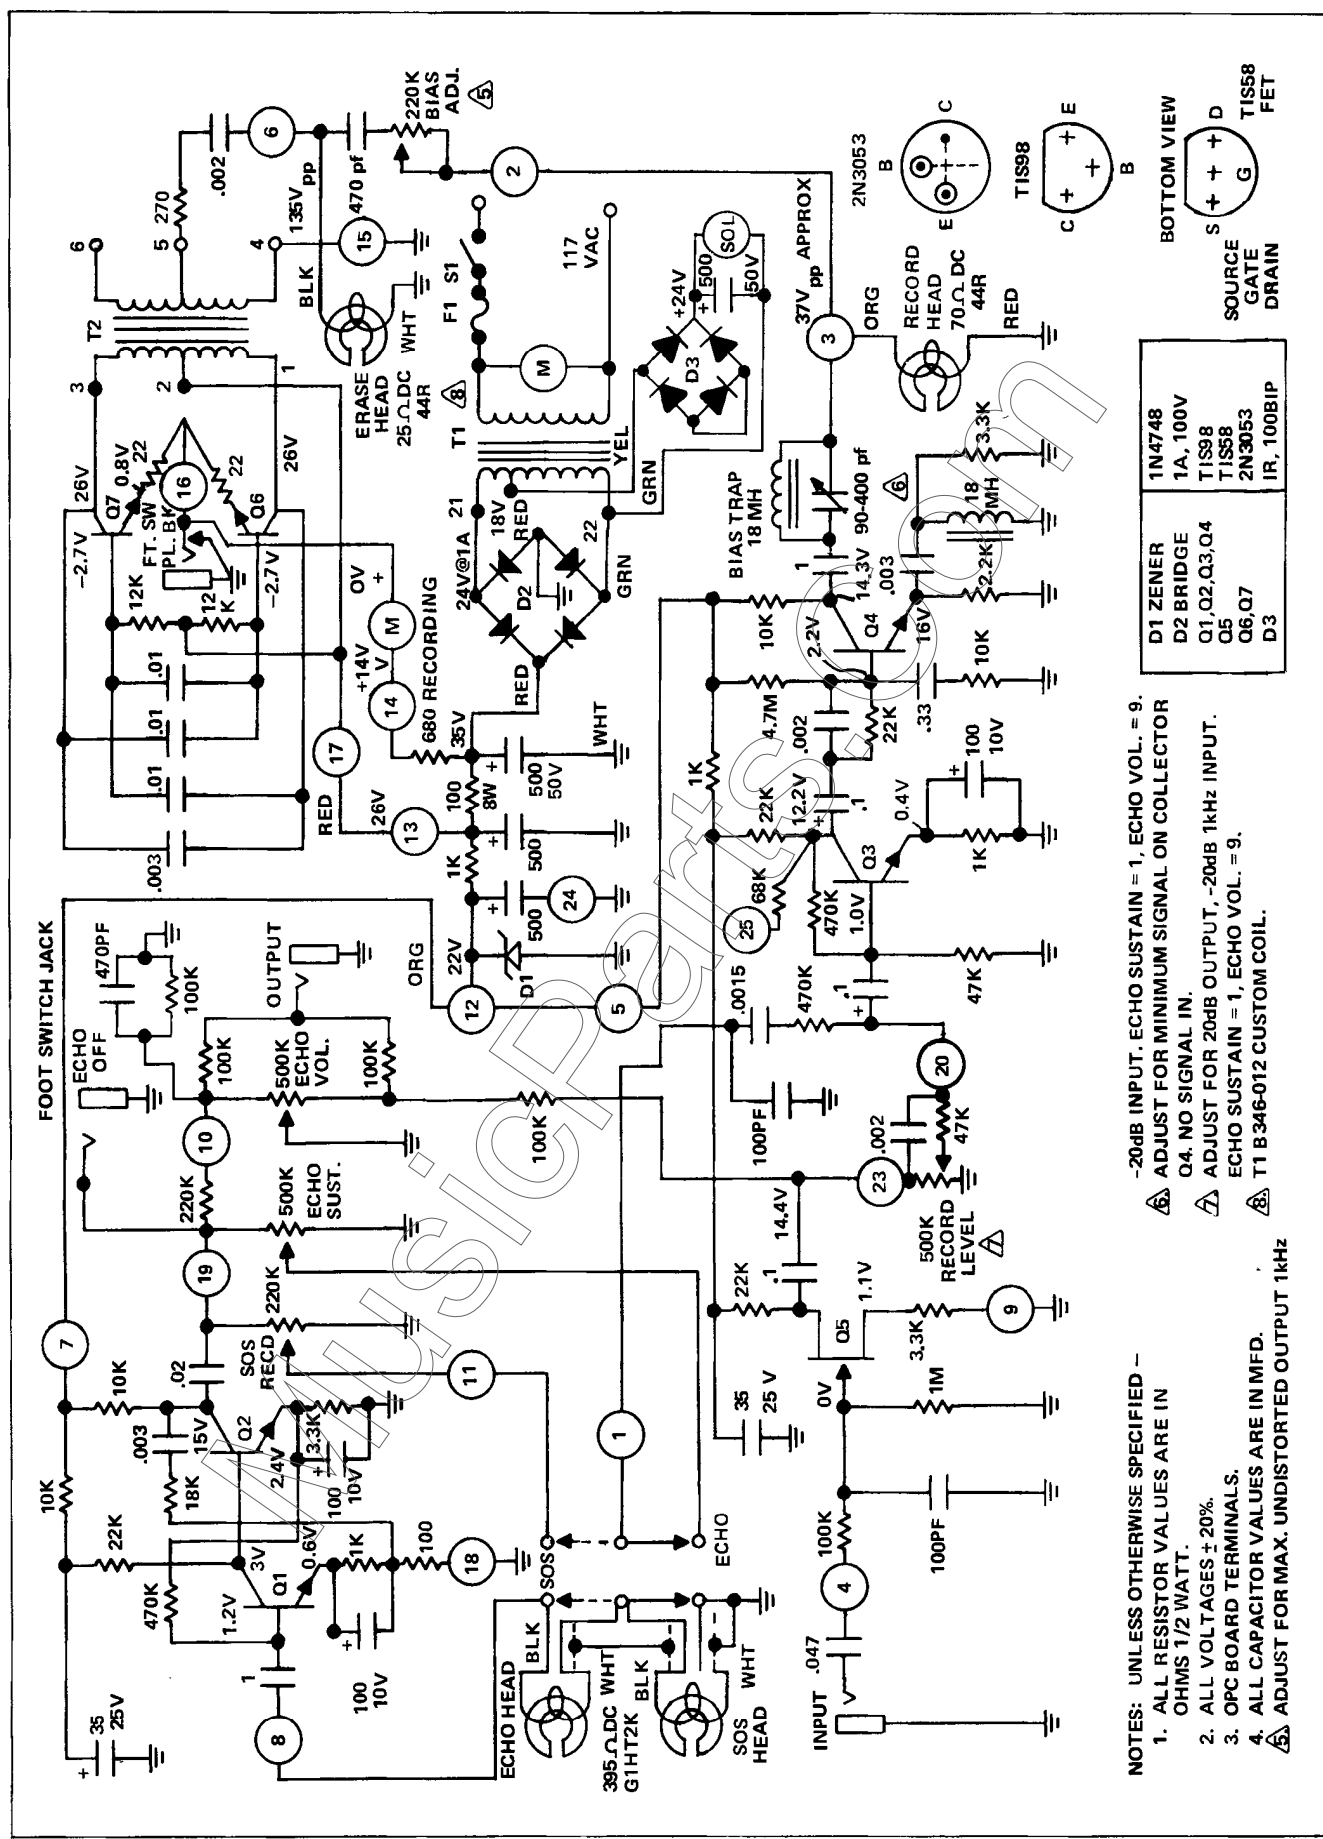 FOOT SWITCH JACK
35
25V
+
10K
7
10K
22K
470K
1.2V
Q1
3V
0.6V
18K
.003
15V
Q2
2.4V
3.3K
100
10V
+
.02
1
8
100
10V
+
1K
100
18
19
220K
10
SOS
RECD
220K
500K
ECHO
SUST.
11
ECHO
OFF
470PF
100K
100K
500K
ECHO
VOL.
100K
OUTPUT
100K
ECHO HEAD
BLK
395 Ω DC
G1HT2K
WHT
BLK
SOS
HEAD
WHT
SOS
ECHO
1
.003
.01
.01
.01
12K
12
K
-2.7V
-2.7V
26V
Q7
0.8V
22
22
Q6
26V
FT. SW
PL. BK
16
3
2
1
T2
6
5
4
270
.002
6
135V
pp
470 pf
220K
BIAS
ADJ.
5
15
BLK
WHT
ERASE
HEAD
25 Ω DC
44R
RED
17
26V
13
+14V
14
V
M
0V
+
680 RECORDING
35V
100
8W
1K
500
500
500
50V
24
22V
D1
12
ORG
5
WHT
RED
24V@1A
D2
GRN
21
18V
RED
22
T1
8
YEL
GRN
F1
S1
M
117
VAC
2
D3
+24V
500
50V
SOL
INPUT
.047
4
100K
100PF
1M
0V
Q5
1.1V
3.3K
9
35
25 V
22K
.1
14.4V
500K
RECORD
LEVEL
7
23
.002
47K
20
100PF
.0015
470K
.1
+
47K
25
68K
470K
1.0V
Q3
22K
12.2V
.1
0.4V
1K
100
10V
+
1K
4.7M
.002
22K
.33
10K
10K
2.2V
Q4
14.3V
16V
2.2K
1
.003
BIAS TRAP
18 MH
90-400 pf
6
18
MH
3.3K
3
37V
pp
APPROX
ORG
RECORD
HEAD
70 Ω DC
44R
RED
2N3053
B
E
C
TIS98
C
E
B
BOTTOM VIEW
S
G
D
TIS58
FET
SOURCE
GATE
DRAIN
D1 ZENER 1N4748
D2 BRIDGE 1A, 100V
Q1,Q2,Q3,Q4 TIS98
Q5 TIS58
Q6,Q7 2N3053
D3 IR, 100BIP
NOTES: UNLESS OTHERWISE SPECIFIED –
1. ALL RESISTOR VALUES ARE IN
OHMS 1/2 WATT.
2. ALL VOLTAGES ± 20%.
3. OPC BOARD TERMINALS.
4. ALL CAPACITOR VALUES ARE IN MFD.
5. ADJUST FOR MAX. UNDISTORTED OUTPUT 1kHz
-20dB INPUT. ECHO SUSTAIN = 1, ECHO VOL. = 9.
6. ADJUST FOR MINIMUM SIGNAL ON COLLECTOR
Q4. NO SIGNAL IN.
7. ADJUST FOR 20dB OUTPUT, -20dB 1kHz INPUT.
ECHO SUSTAIN = 1, ECHO VOL. = 9.
8. T1 B346-012 CUSTOM COIL.
MusicParts.com